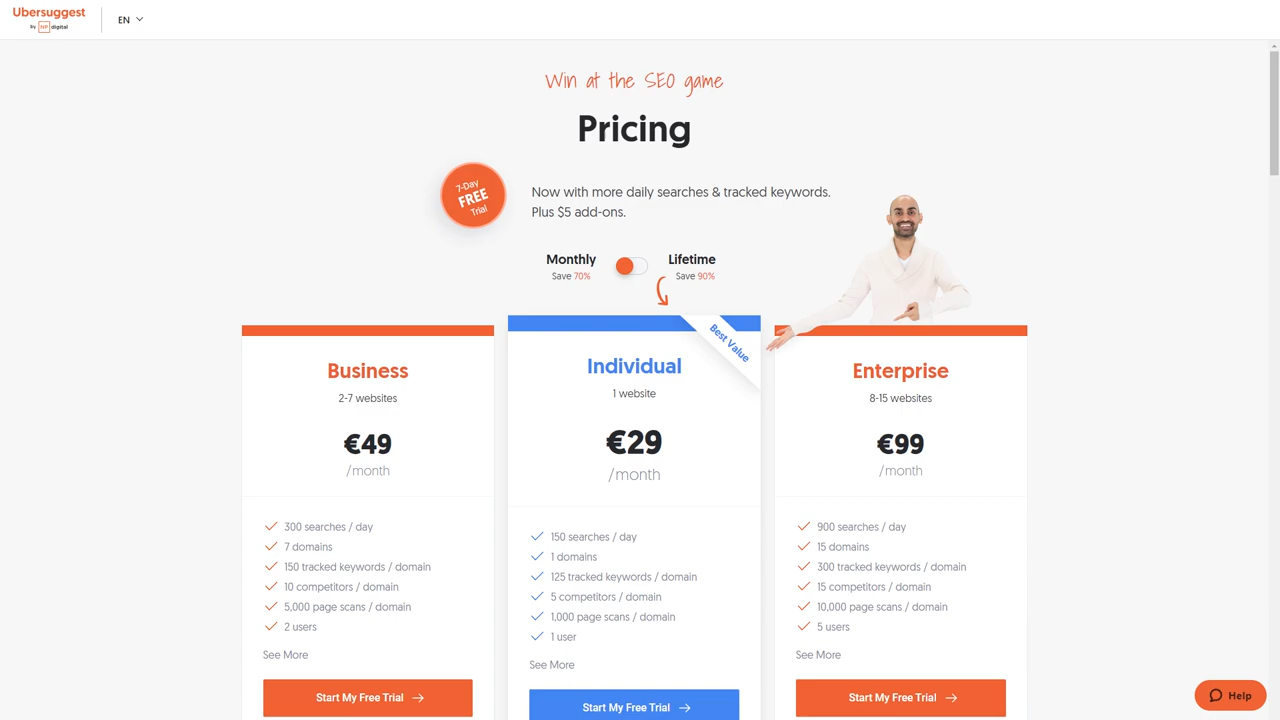 Ubersuggest
by NP digital
EN
Win at the SEO game
Pricing
7-Day
FREE
Trial
Now with more daily searches & tracked keywords.
Plus $5 add-ons.
Monthly
Save 70%
Lifetime
Save 90%
Business
2-7 websites
€49
/month
300 searches / day
7 domains
150 tracked keywords / domain
10 competitors / domain
5,000 page scans / domain
2 users
See More
Start My Free Trial
Best Value
Individual
1 website
€29
/month
150 searches / day
1 domains
125 tracked keywords / domain
5 competitors / domain
1,000 page scans / domain
1 user
See More
Start My Free Trial
Enterprise
8-15 websites
€99
/month
900 searches / day
15 domains
300 tracked keywords / domain
15 competitors / domain
10,000 page scans / domain
5 users
See More
Start My Free Trial
Help